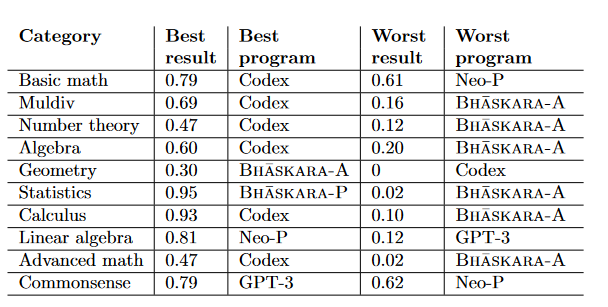 Category Best result Best program Worst result Worst program
Basic math 0.79 Codex 0.61 Neo-P
Muldiv 0.69 Codex 0.16 Bhāskara-A
Number theory 0.47 Codex 0.12 Bhāskara-A
Algebra 0.60 Codex 0.20 Bhāskara-A
Geometry 0.30 Bhāskara-A 0 Codex
Statistics 0.95 Bhāskara-P 0.02 Bhāskara-A
Calculus 0.93 Codex 0.10 Bhāskara-A
Linear algebra 0.81 Neo-P 0.12 GPT-3
Advanced math 0.47 Codex 0.02 Bhāskara-A
Commonsense 0.79 GPT-3 0.62 Neo-P